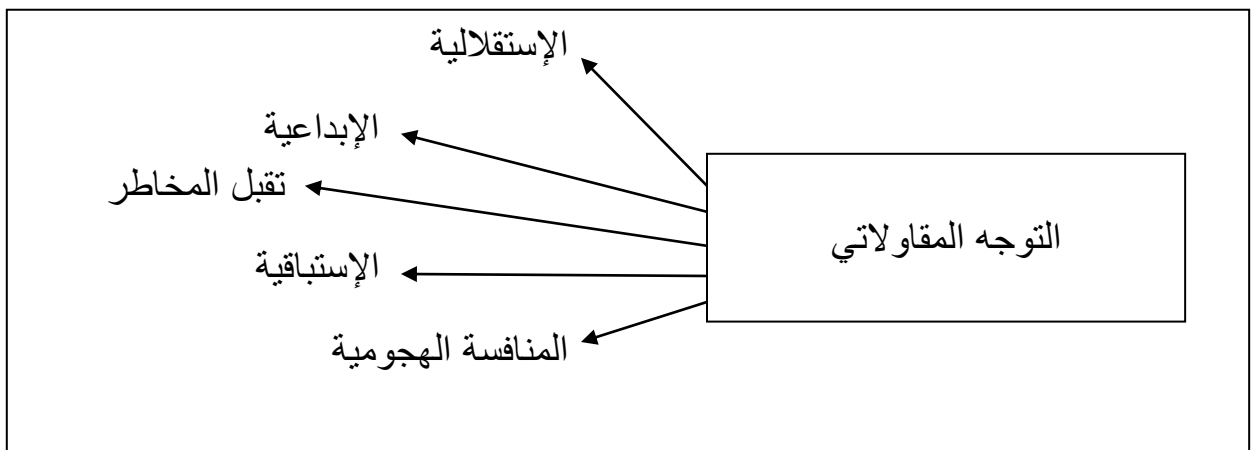 الإستقلالية
الإبداعية
تقبل المخاطر
التوجه المقاولاتي
الإستباقية
المنافسة الهجومية